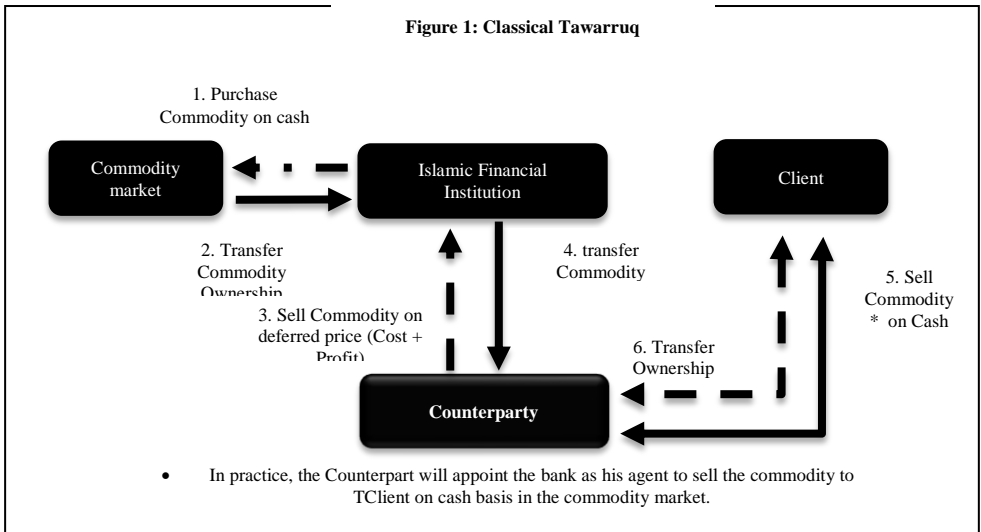 Figure 1: Classical Tawarruq
1. Purchase
Commodity on cash
Commodity
market
Islamic Financial
Institution
Client
2. Transfer
Commodity
Ownership
3. Sell Commodity on
deferred price (Cost +
Profit)
4. transfer
Commodity
5. Sell
Commodity
* on Cash
6. Transfer
Ownership
Counterparty
• In practice, the Counterpart will appoint the bank as his agent to sell the commodity to
TClient on cash basis in the commodity market.